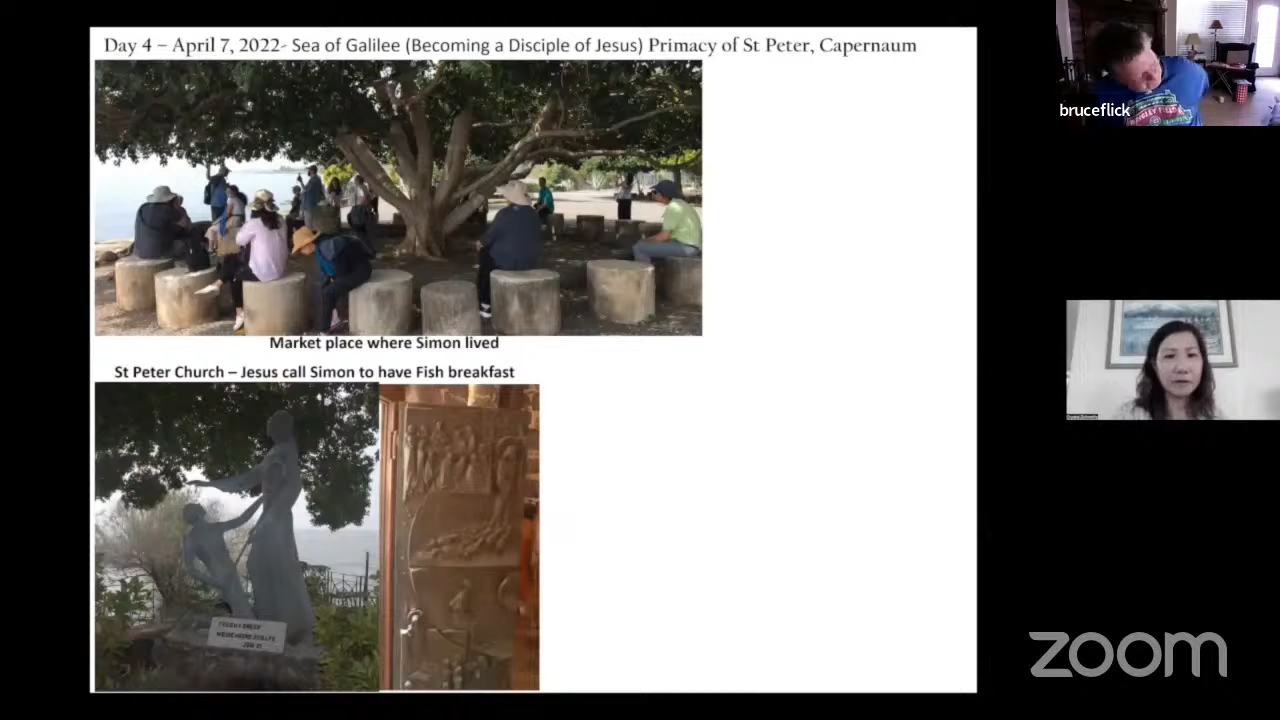 Day 4 – April 7, 2022- Sea of Galilee (Becoming a Disciple of Jesus) Primacy of St Peter, Capernaum
bruceflick
Market place where Simon lived
St Peter Church – Jesus call Simon to have Fish breakfast
zoom